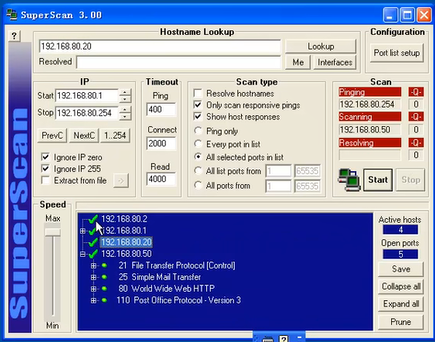 SuperScan 3.00
?
Hostname Lookup
192.168.80.20
Lookup
Resolved
Me
Interfaces
Configuration
Port list setup
IP
Start 192.168.80.1
Stop 192.168.80.254
PrevC
NextC
1..254
Ignore IP zero
Ignore IP 255
Extract from file
->
Timeout
Ping
400
Connect
2000
Read
4000
Scan type
Resolve hostnames
Only scan responsive pings
Show host responses
Ping only
Every port in list
All selected ports in list
All list ports from 1 65535
All ports from 1 65535
Scan
Pinging -Q-
192.168.80.254 0
Scanning -Q-
192.168.80.50 0
Resolving -Q-
0
Start
Stop
SuperScan
Speed
Max
Min
192.168.80.2
192.168.80.1
192.168.80.20
192.168.80.50
21 File Transfer Protocol [Control]
25 Simple Mail Transfer
80 World Wide Web HTTP
110 Post Office Protocol - Version 3
Active hosts
4
Open ports
5
Save
Collapse all
Expand all
Prune
?